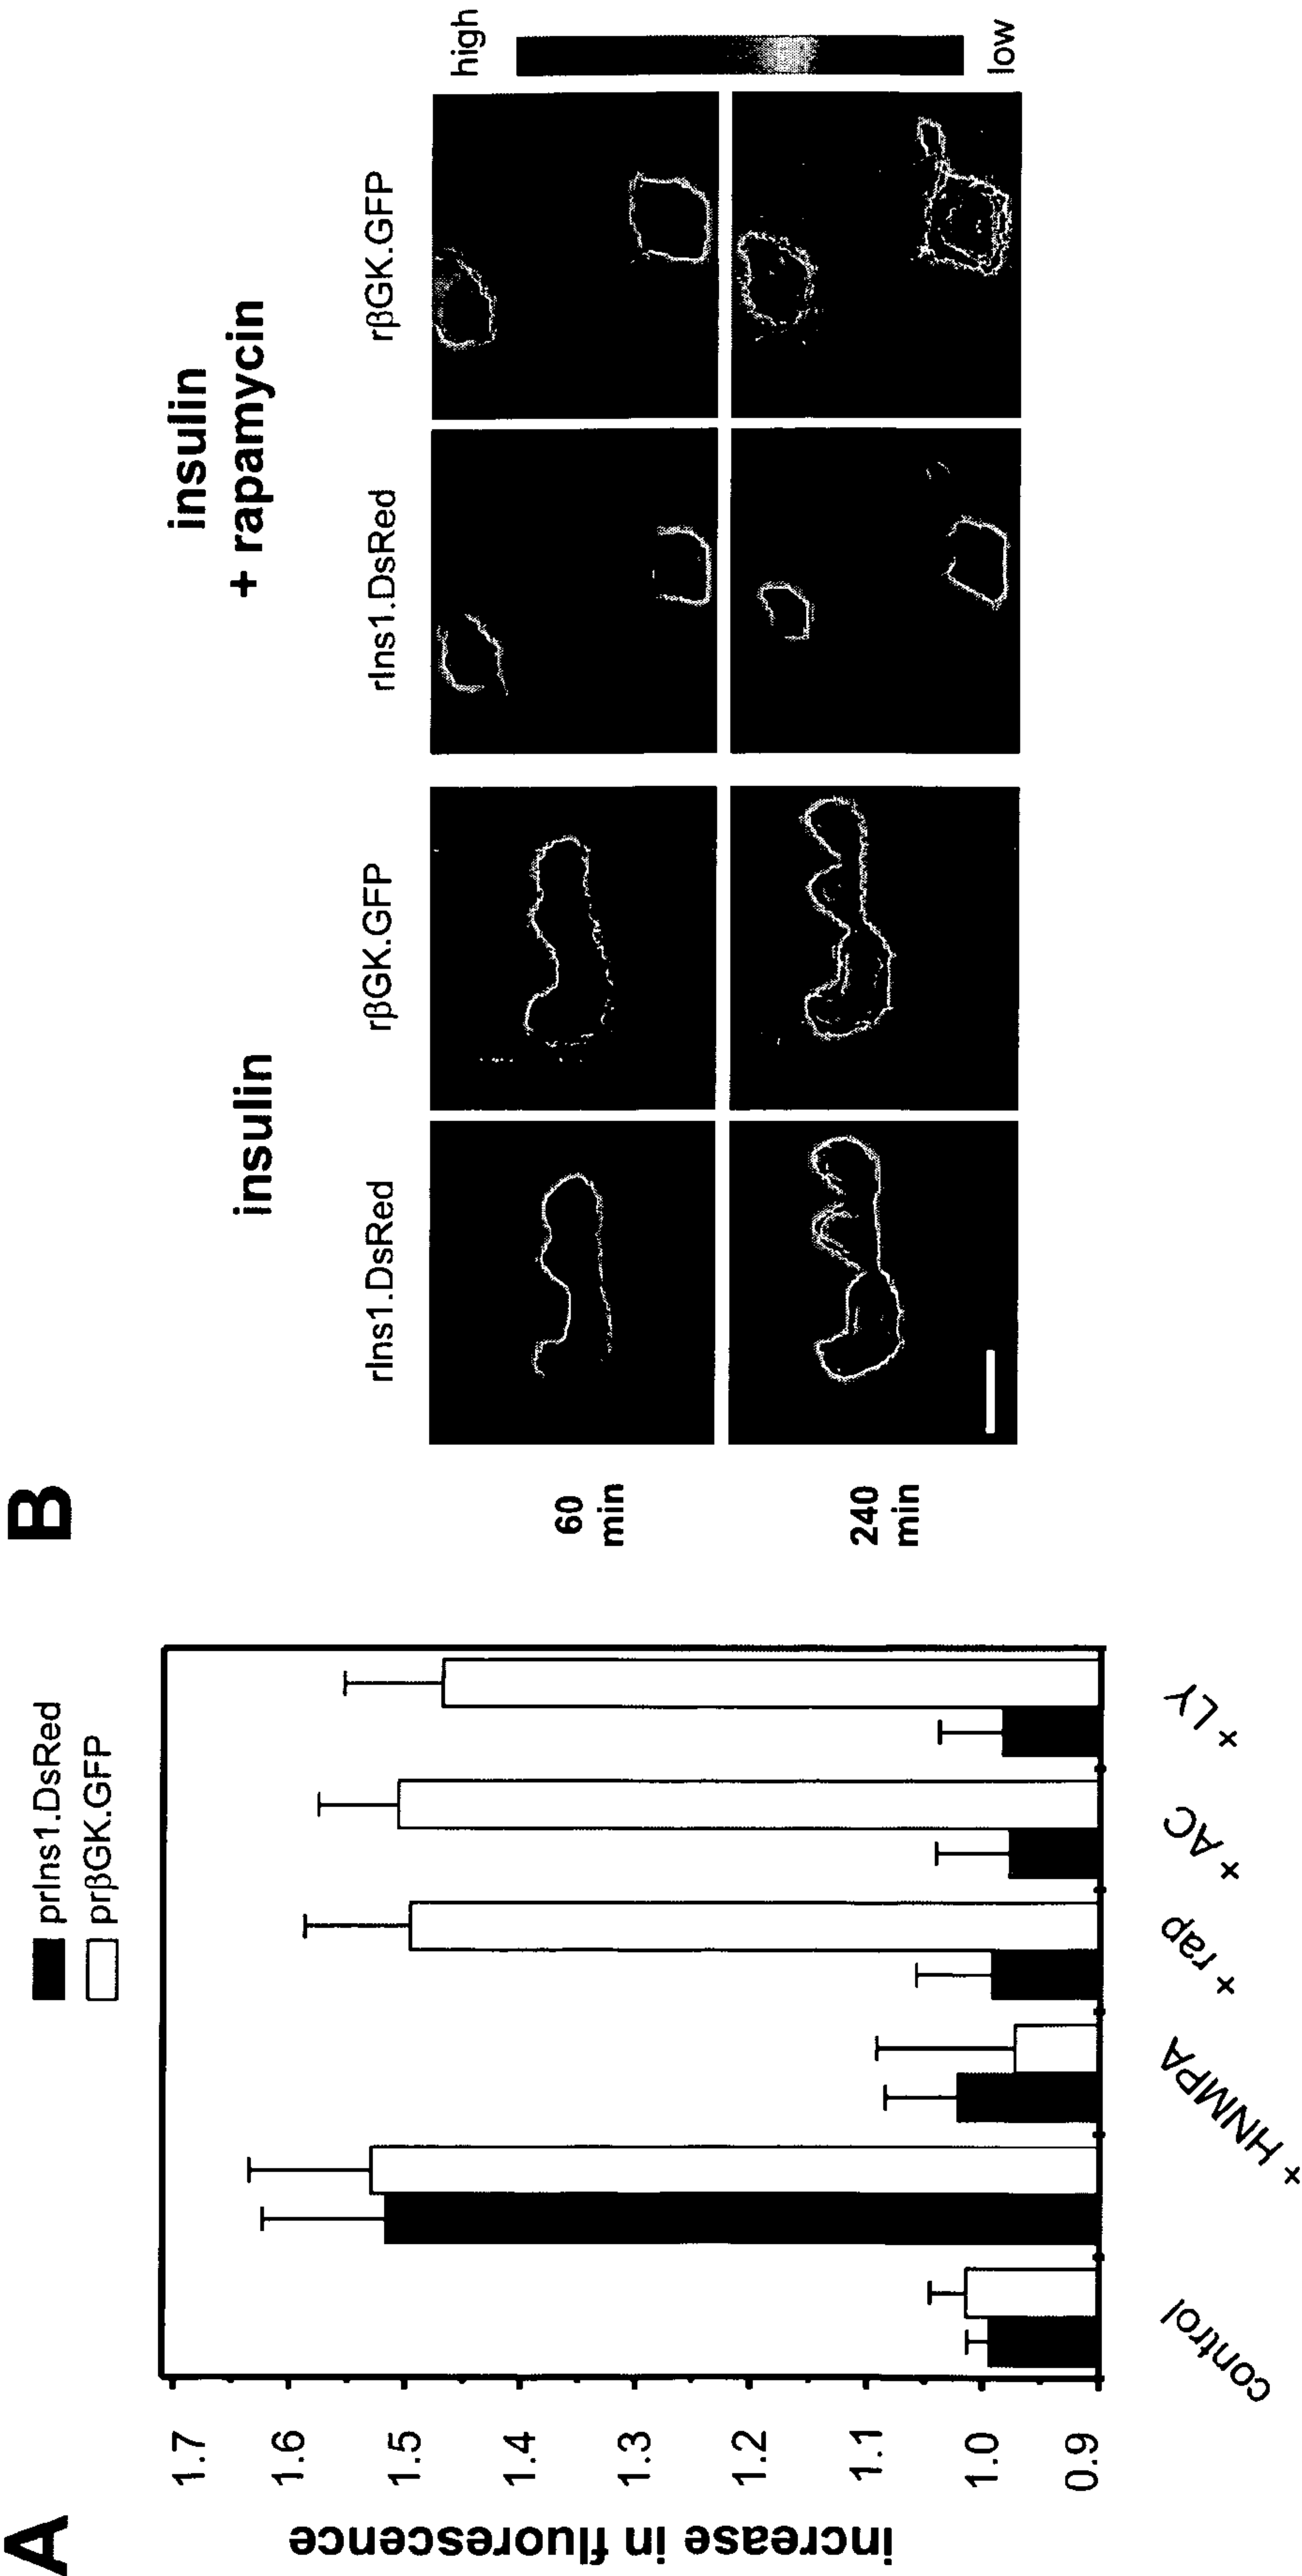 A
prIns1.DsRed
prβGK.GFP
increase in fluorescence
1.7
1.6
1.5
1.4
1.3
1.2
1.1
1.0
0.9
control
+ HNMPA
+ rap
+ AC
+ LY
B
insulin
insulin
+ rapamycin
rIns1.DsRed
rβGK.GFP
rIns1.DsRed
rβGK.GFP
60
min
240
min
high
low